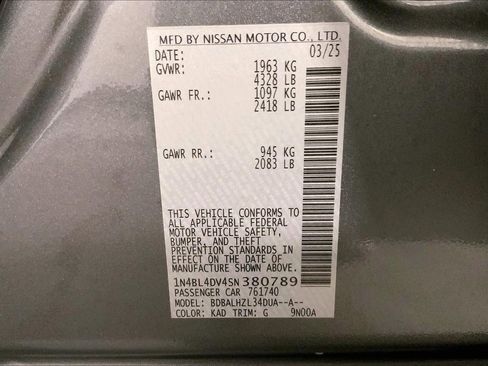 MFD BY NISSAN MOTOR CO., LTD.
DATE: 03/25
GVWR: 1963 KG
4328 LB
GAWR FR.: 1097 KG
2418 LB
GAWR RR.: 945 KG
2083 LB
THIS VEHICLE CONFORMS TO
ALL APPLICABLE FEDERAL
MOTOR VEHICLE SAFETY,
BUMPER, AND THEFT
PREVENTION STANDARDS IN EFFECT
ON THE DATE OF
MANUFACTURE SHOWN ABOVE.
1N4BL4DV4SN380789
PASSENGER CAR 761740
MODEL: BDBALHZL34DUA--A--
COLOR: KAD TRIM: G 9N00A